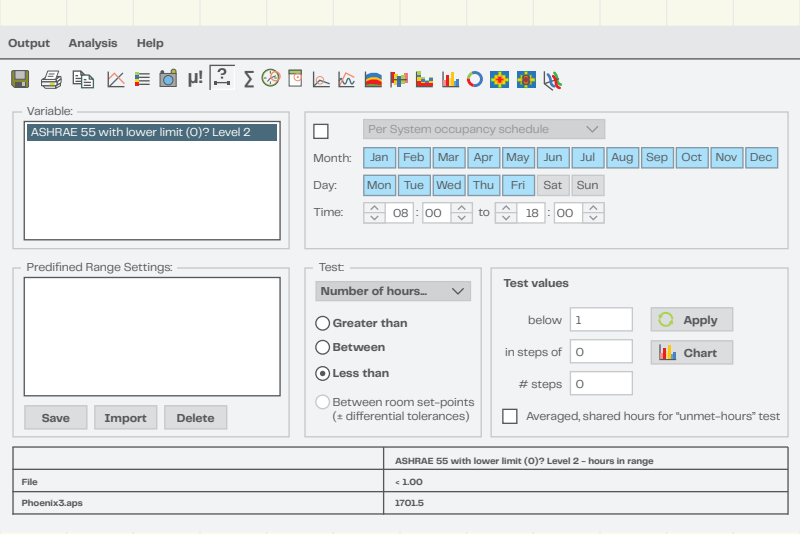 Output Analysis Help
µ! ? Σ
Variable:
ASHRAE 55 with lower limit (0)? Level 2
Per System occupancy schedule
Month: Jan Feb Mar Apr May Jun Jul Aug Sep Oct Nov Dec
Day: Mon Tue Wed Thu Fri Sat Sun
Time: 08 : 00 to 18 : 00
Predifined Range Settings:
Save Import Delete
Test:
Number of hours...
Greater than
Between
Less than
Between room set-points
(± differential tolerances)
Test values
below 1 Apply
in steps of 0 Chart
# steps 0
Averaged, shared hours for "unmet-hours" test
ASHRAE 55 with lower limit (0)? Level 2 - hours in range
File < 1.00
Phoenix3.aps 1701.5